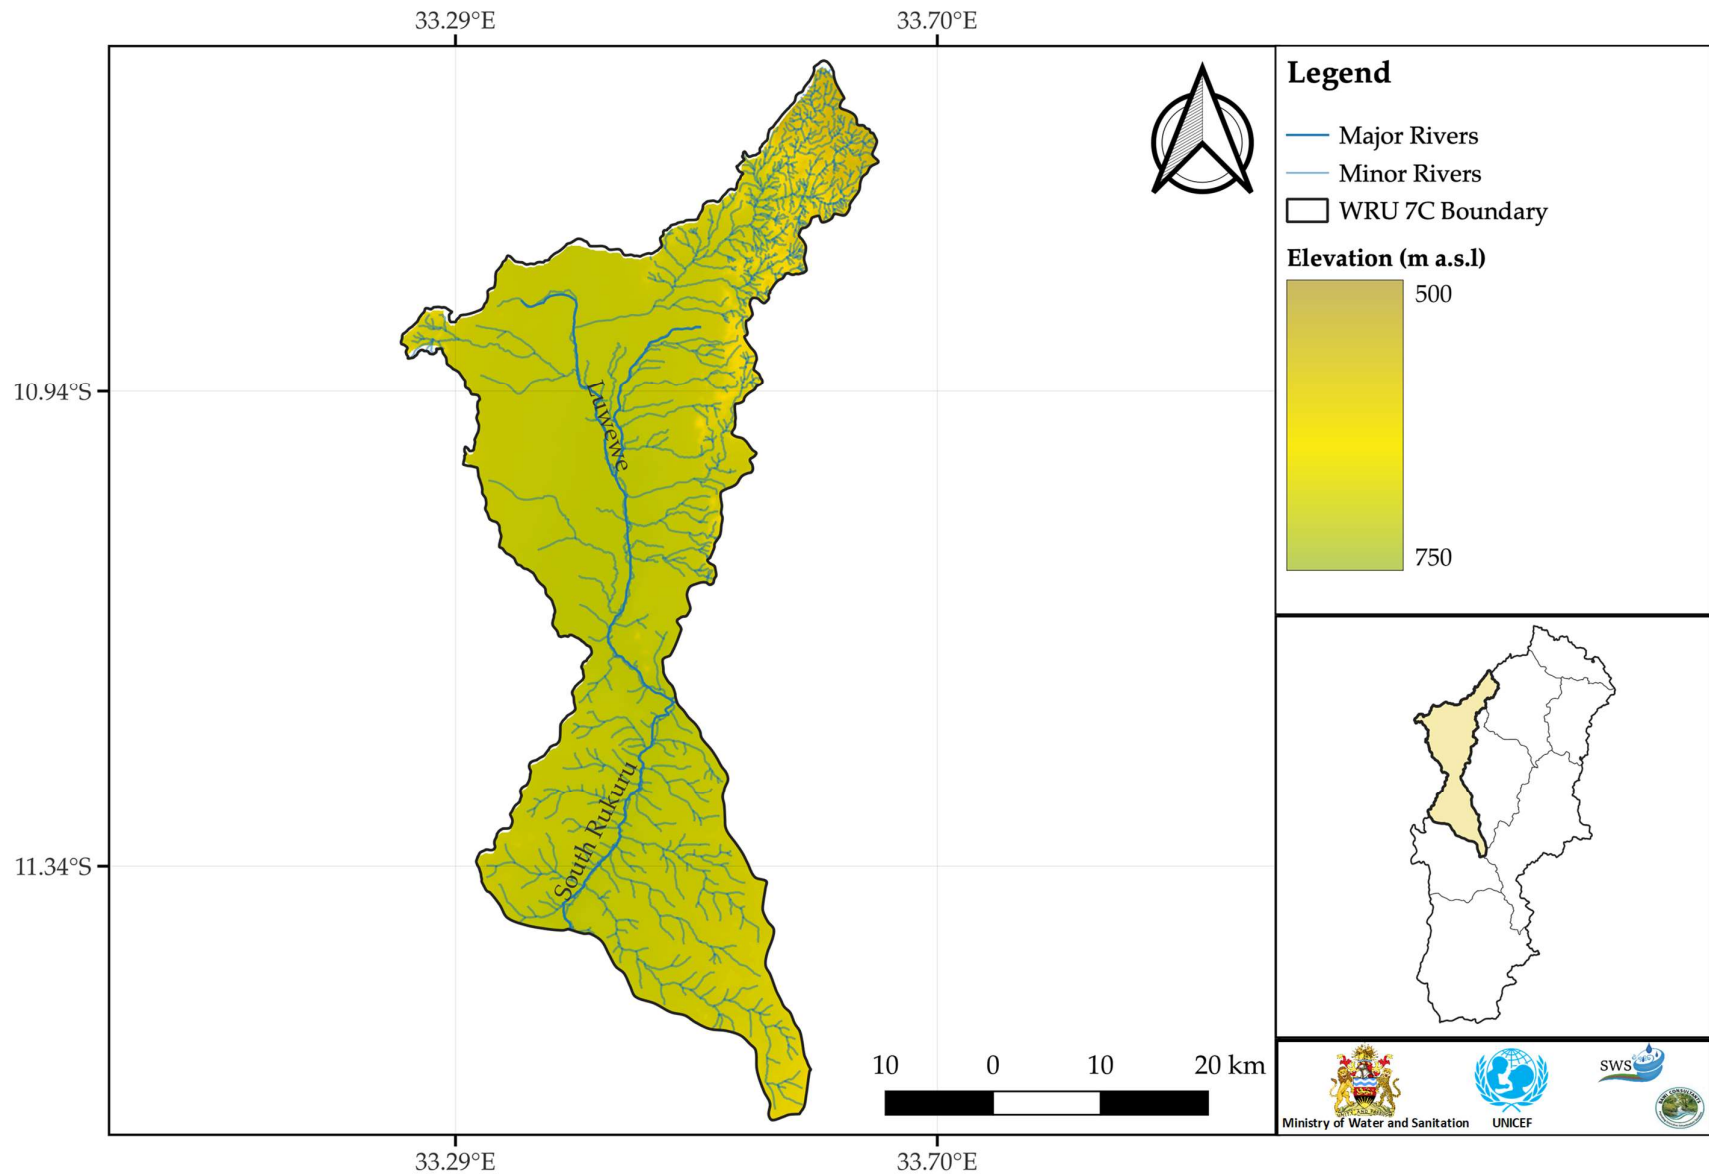 33.29°E 33.70°E
Legend
Major Rivers
Minor Rivers
WRU 7C Boundary
Elevation (m a.s.l)
500
750
10.94°S
Luwewe
South Rukuru
11.34°S
10 0 10 20 km
33.29°E 33.70°E
Ministry of Water and Sanitation
UNICEF
SWS